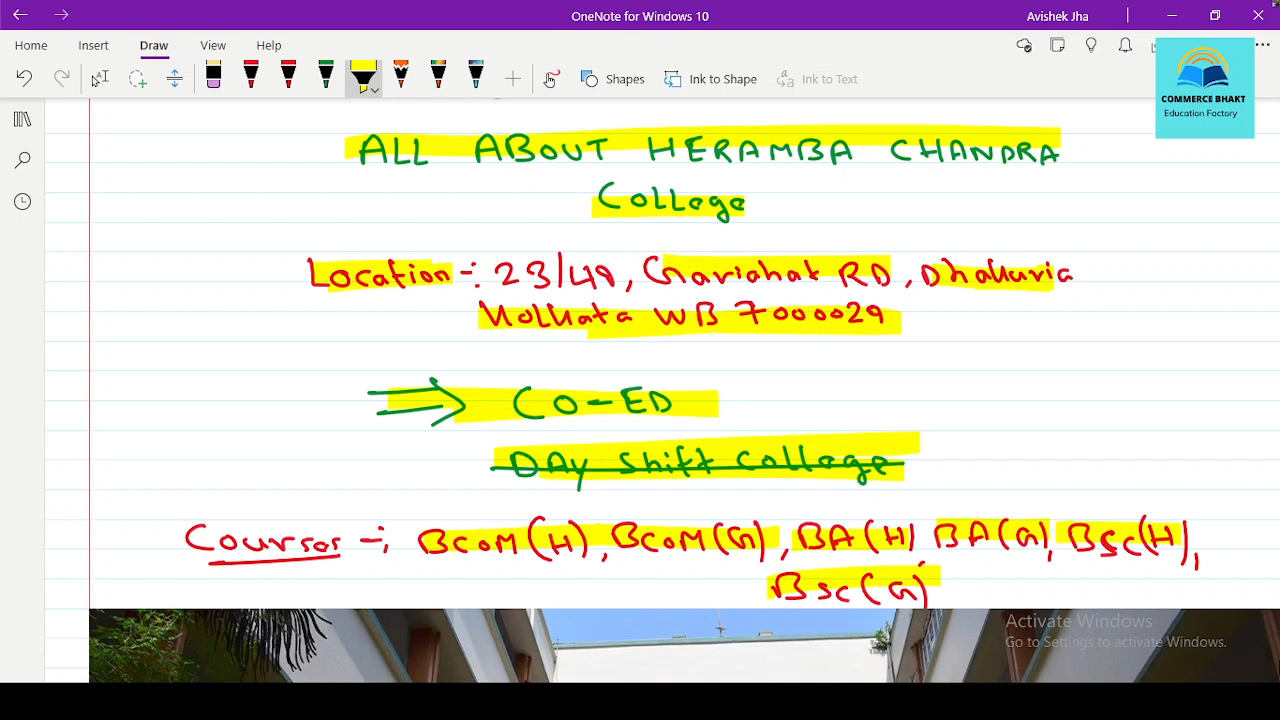 OneNote for Windows 10
Avishek Jha
Home Insert Draw View Help
Shapes Ink to Shape Ink to Text
COMMERCE BHAKT
Education Factory
ALL ABOUT HERAMBA CHANDRA
College
Location -: 23/49, Gariahat RD, Dhakuria
Kolkata WB 7000029
CO-ED
DAy Shift College
Courses -: BCOM(H), BCOM(G), BA(H), BA(G), BSC(H),
BSC(G)
Activate Windows
Go to Settings to activate Windows.